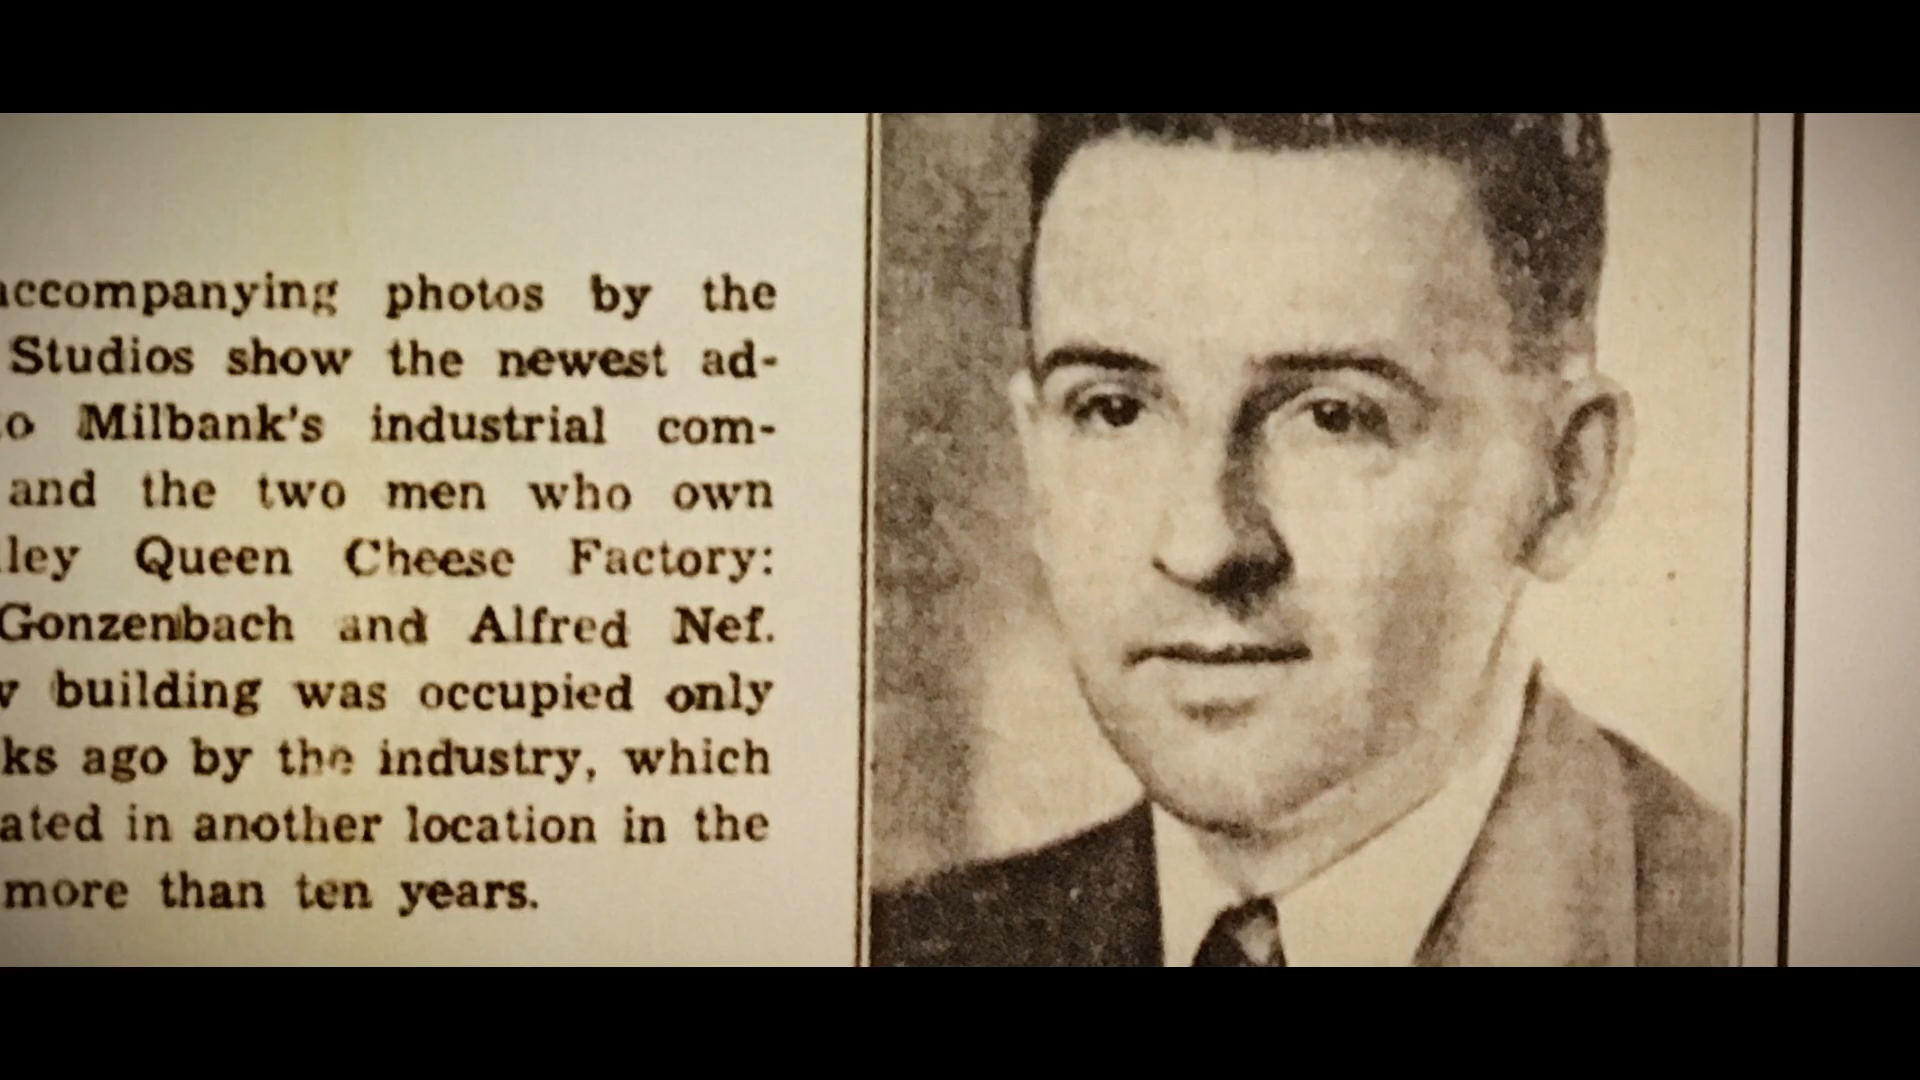 accompanying photos by the
Studios show the newest ad-
to Milbank's industrial com-
and the two men who own
ley Queen Cheese Factory:
Gonzenbach and Alfred Nef.
building was occupied only
ks ago by the industry, which
ated in another location in the
more than ten years.